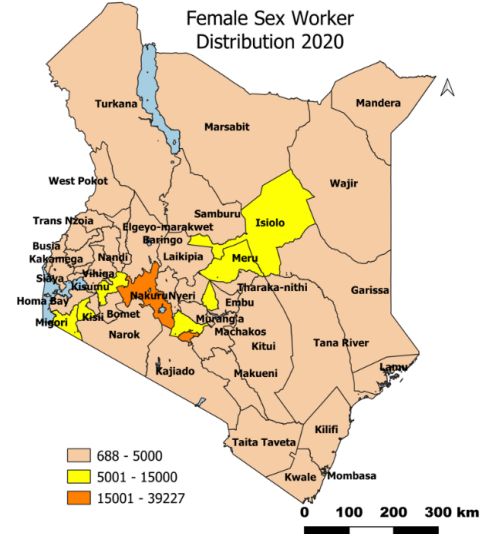 Female Sex Worker
Distribution 2020
Mandera
Turkana
Marsabit
Wajir
West Pokot
Samburu
Trans Nzoia
Isiolo
Elgeyo-marakwet
Busia
Baringo
Kakamega
Nandi
Laikipia
Meru
Vihiga
Siaya
Kisumu
Tharaka-nithi
Garissa
Homa Bay
Nakuru
Nyeri
Embu
Migori
Kisii
Bomet
Muranga
Machakos
Narok
Kitui
Tana River
Kajiado
Makueni
Lamu
Kilifi
Taita Taveta
Kwale
Mombasa
688 - 5000
5001 - 15000
15001 - 39227
0 100 200 300 km